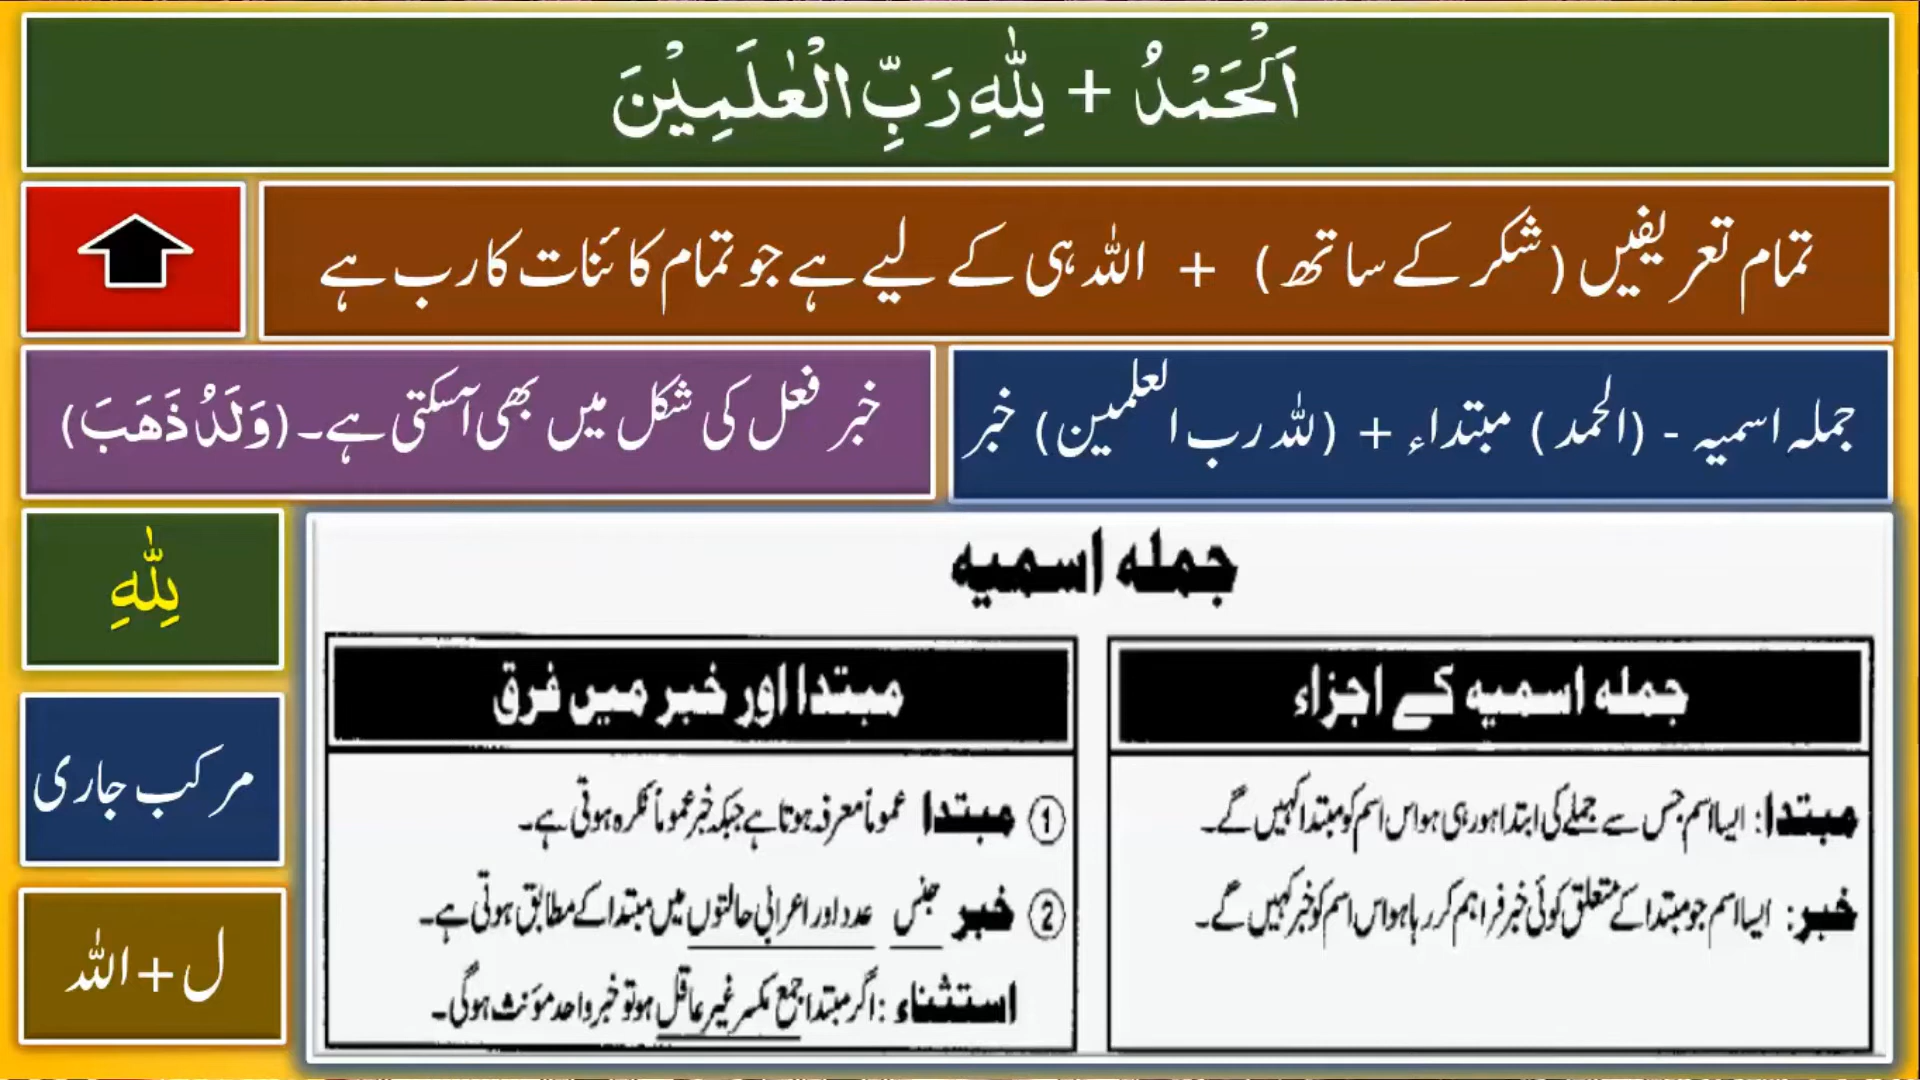 اَلْحَمْدُ + لِلّٰهِ رَبِّ الْعٰلَمِیْنَ
تمام تعریفیں (شکر کے ساتھ) + اللہ ہی کے لیے ہے جو تمام کائنات کا رب ہے
جملہ اسمیہ - (الحمد) مبتداء + (للہ رب العلمین) خبر
خبر فعل کی شکل میں بھی آسکتی ہے۔ (وَلَدُ ذَهَبَ)
لِلّٰهِ
مرکب جاری
ل + اللہ
جملہ اسمیہ
جملہ اسمیہ کے اجزاء
مبتدا: ایسا اسم جس سے جملے کی ابتدا ہو رہی ہو اس اسم کو مبتدا کہیں گے۔
خبر: ایسا اسم جو مبتدا کے متعلق کوئی خبر فراہم کر رہا ہو اس اسم کو خبر کہیں گے۔
مبتدا اور خبر میں فرق
① مبتدا عموماً معرفہ ہوتا ہے جبکہ خبر عموماً نکرہ ہوتی ہے۔
② خبر جنس عدد اور اعرابی حالتوں میں مبتدا کے مطابق ہوتی ہے۔
استثناء: اگر مبتدا جمع مکسر غیر عاقل ہو تو خبر واحد مؤنث ہوگی۔